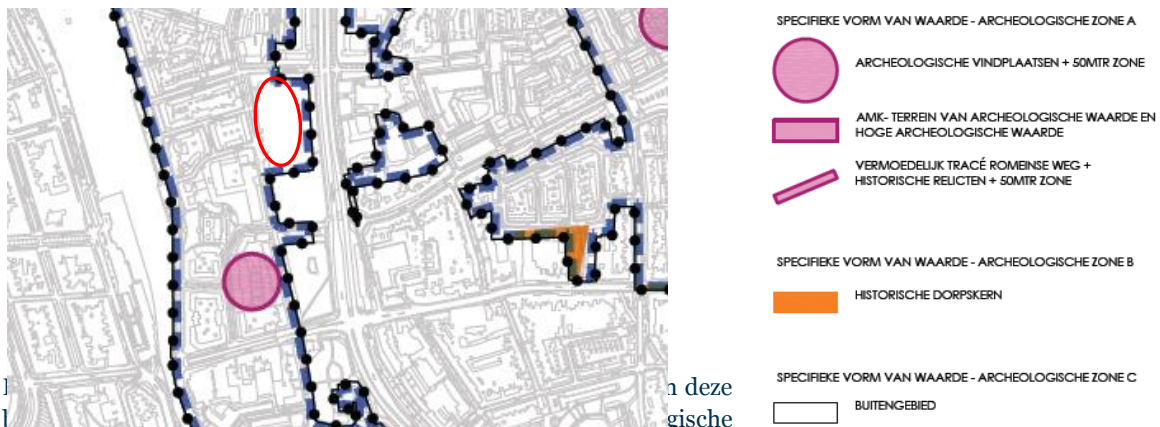 SPECIFIEKE VORM VAN WAARDE - ARCHEOLOGISCHE ZONE A
ARCHEOLOGISCHE VINDPLAATSEN + 50MTR ZONE
AMK- TERREIN VAN ARCHEOLOGISCHE WAARDE EN
HOGE ARCHEOLOGISCHE WAARDE
VERMOEDELIJK TRACÉ ROMEINSE WEG +
HISTORISCHE RELICTEN + 50MTR ZONE
SPECIFIEKE VORM VAN WAARDE - ARCHEOLOGISCHE ZONE B
HISTORISCHE DORPSKERN
SPECIFIEKE VORM VAN WAARDE - ARCHEOLOGISCHE ZONE C
BUITENGEBIED
deze